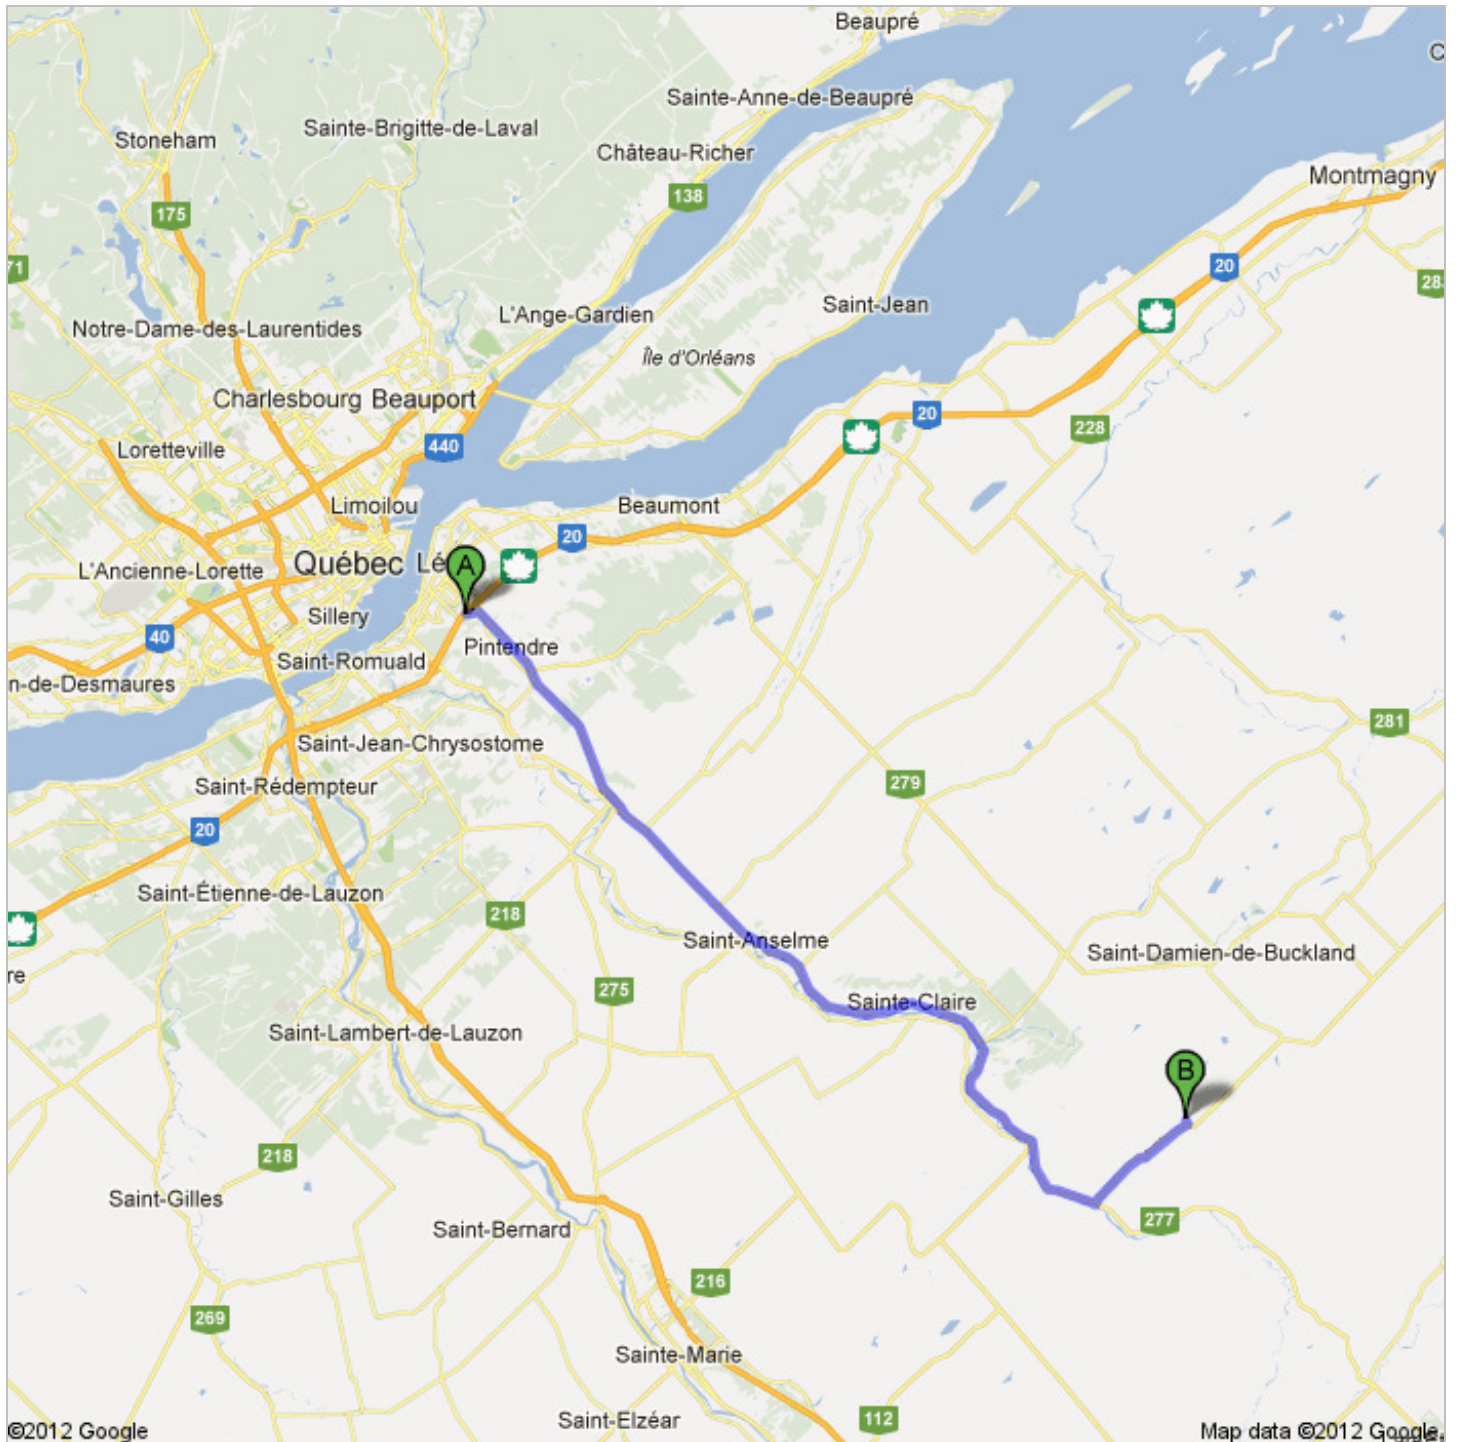 Beaupré
C
Sainte-Anne-de-Beaupré
Sainte-Brigitte-de-Laval
Stoneham
Château-Richer
Montmagny
138
175
20
71
28
Saint-Jean
L'Ange-Gardien
Notre-Dame-des-Laurentides
Île d'Orléans
Charlesbourg Beauport
20
228
440
Loretteville
Limoilou
Beaumont
20
Québec Lé
A
L'Ancienne-Lorette
Sillery
40
Pintendre
Saint-Romuald
n-de-Desmaures
281
Saint-Jean-Chrysostome
279
Saint-Rédempteur
20
Saint-Étienne-de-Lauzon
218
Saint-Anselme
Saint-Damien-de-Buckland
re
275
Sainte-Claire
Saint-Lambert-de-Lauzon
B
218
Saint-Gilles
277
Saint-Bernard
216
269
Sainte-Marie
Saint-Elzéar
112
©2012 Google
Map data ©2012 Google